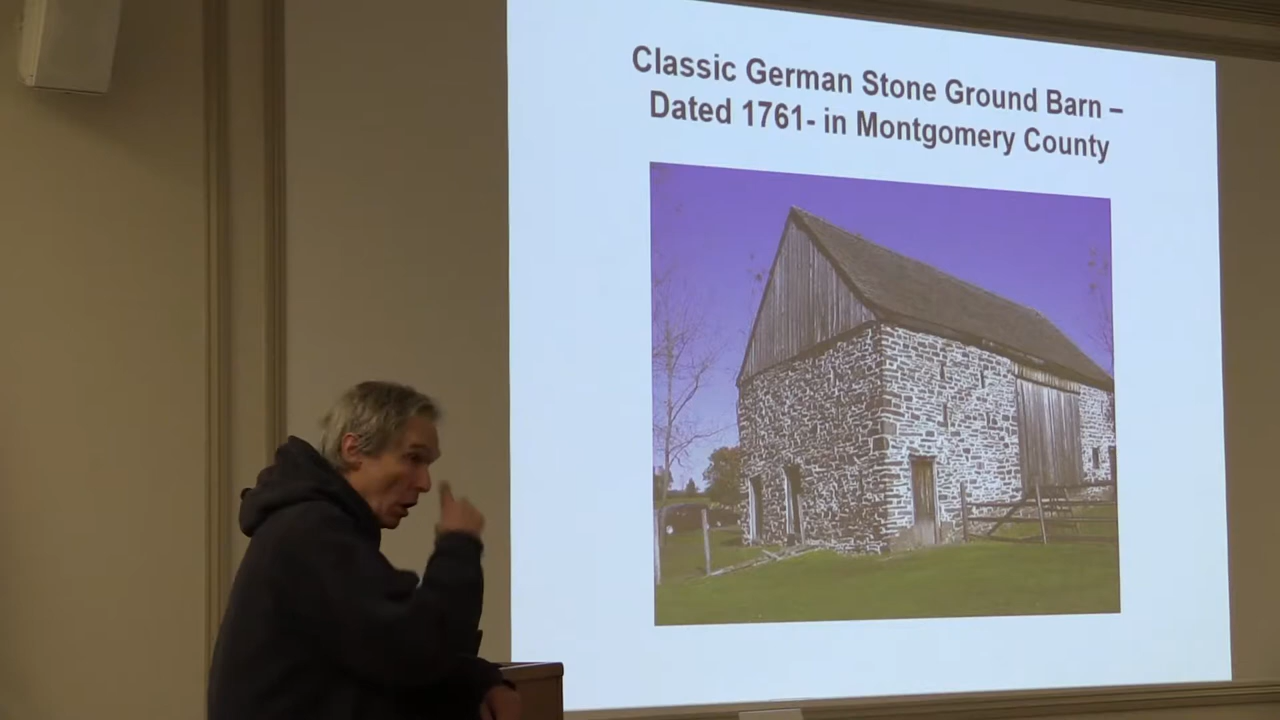 Classic German Stone Ground Barn –
Dated 1761- in Montgomery County